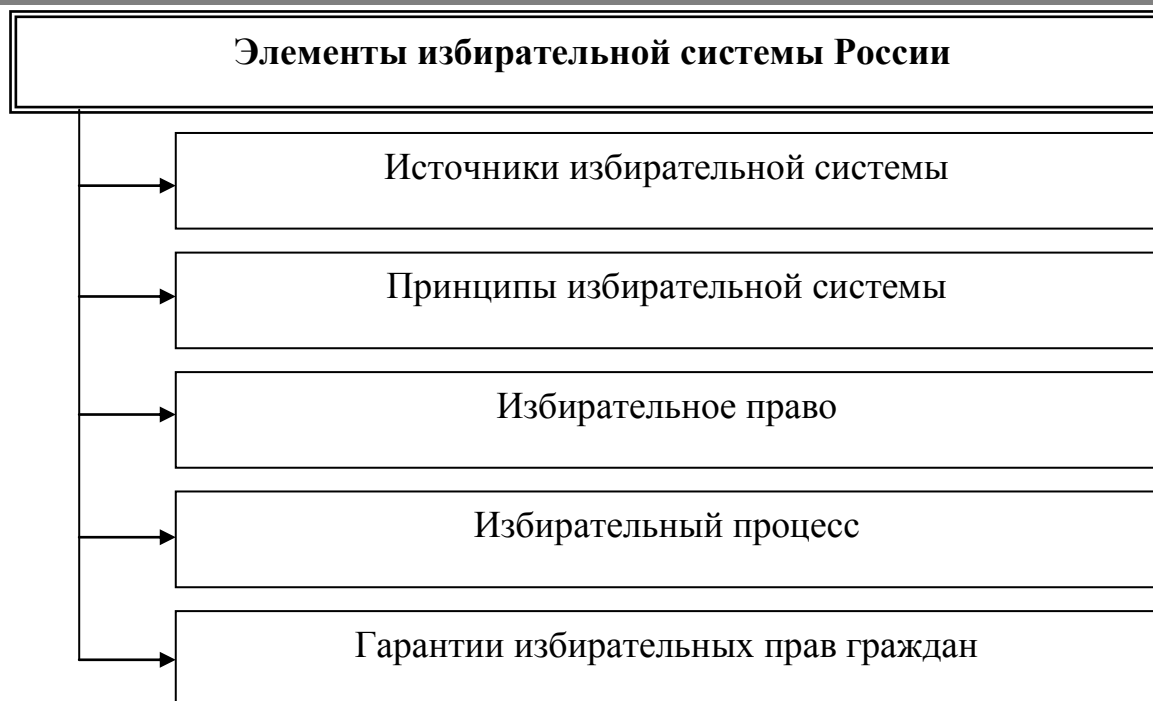 Элементы избирательной системы России
Источники избирательной системы
Принципы избирательной системы
Избирательное право
Избирательный процесс
Гарантии избирательных прав граждан